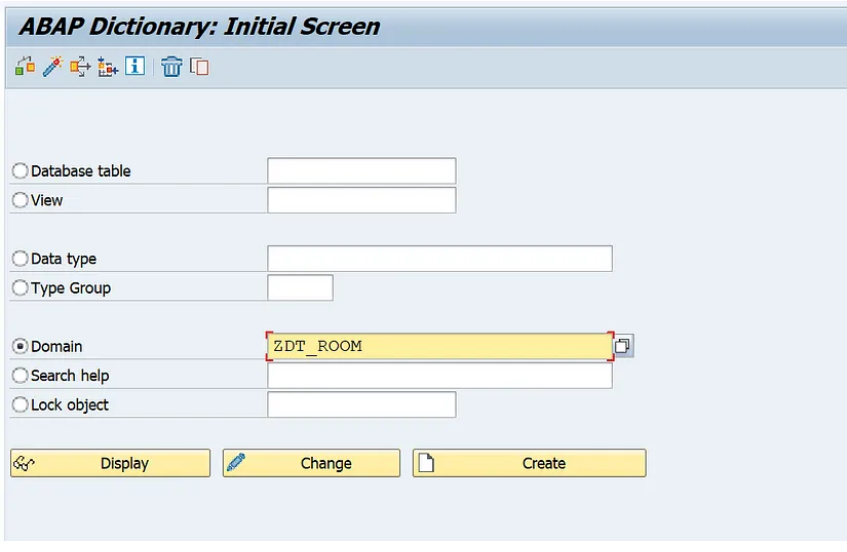 ABAP Dictionary: Initial Screen
Database table
View
Data type
Type Group
Domain ZDT_ROOM
Search help
Lock object
Display Change Create